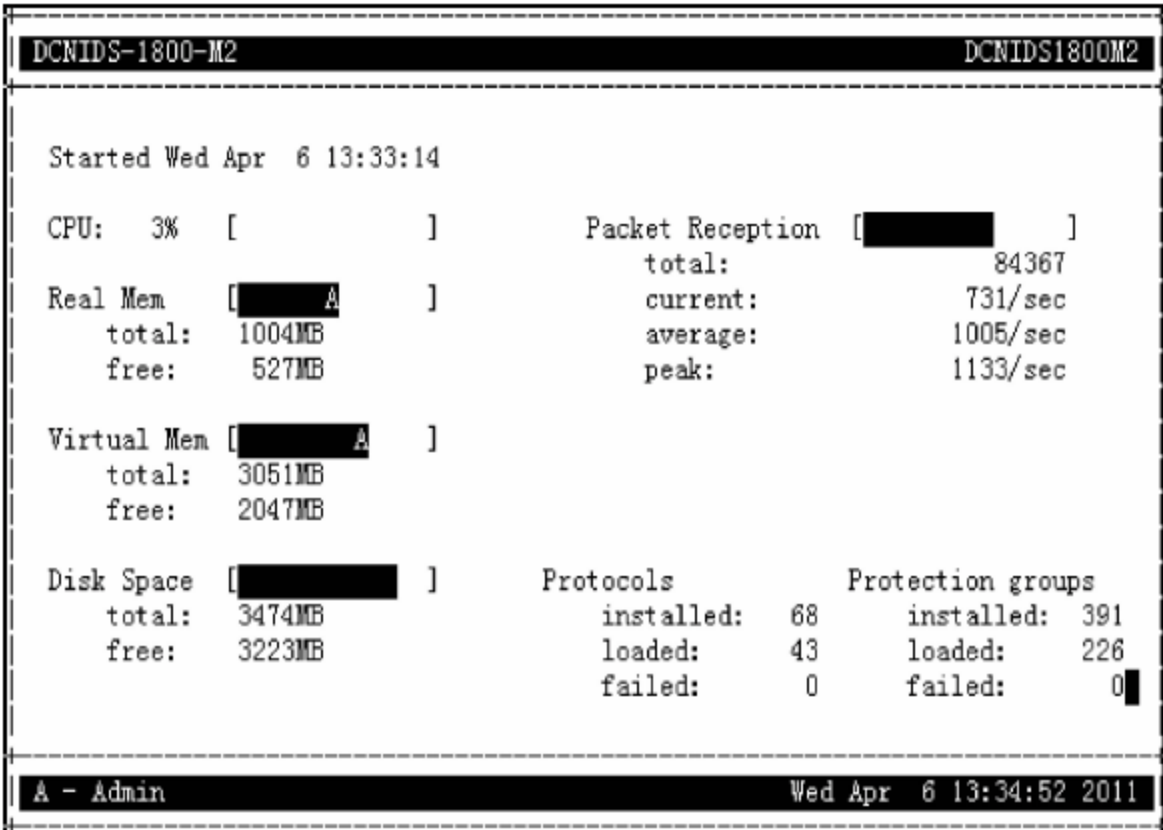 DCNIDS-1800-M2 DCNIDS1800M2
Started Wed Apr  6 13:33:14
CPU:  3%  [ ] Packet Reception [ ]
total: 84367
Real Mem [ A ] current: 731/sec
total: 1004MB average: 1005/sec
free: 527MB peak: 1133/sec
Virtual Mem [ A ]
total: 3051MB
free: 2047MB
Disk Space [ ] Protocols Protection groups
total: 3474MB installed: 68 installed: 391
free: 3223MB loaded: 43 loaded: 226
failed: 0 failed: 0
A - Admin Wed Apr  6 13:34:52 2011